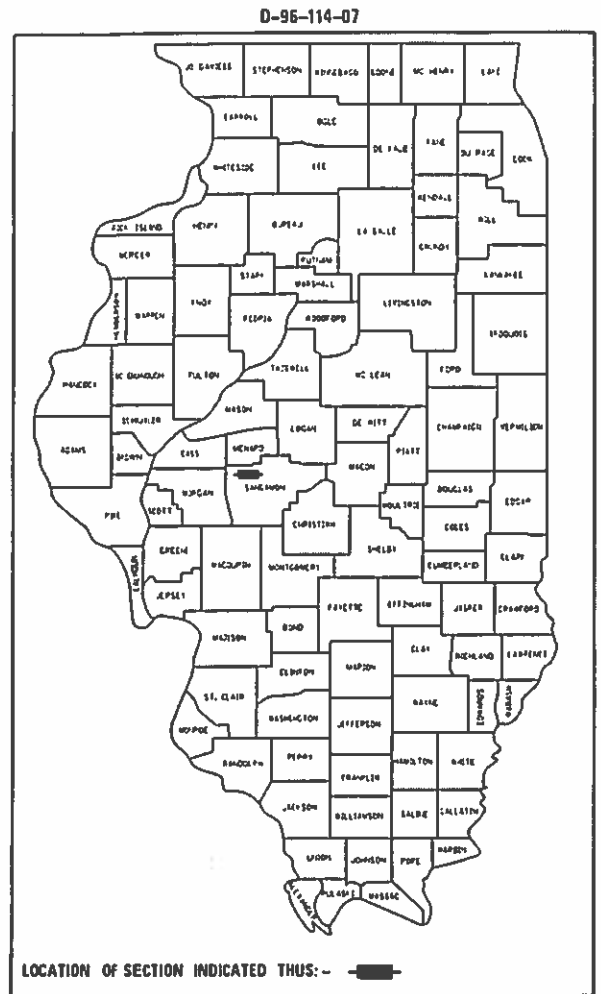 D-96-114-07
JO DAVIESS STEPHENSON WINNEBAGO BOONE MC HENRY LAKE
CARROLL OGLE DE KALB KANE DU PAGE COOK
WHITESIDE LEE KENDALL WILL
ROCK ISLAND HENRY BUREAU LA SALLE GRUNDY
MERCER PUTNAM KANKAKEE
STARK MARSHALL LIVINGSTON
HENDERSON WARREN KNOX PEORIA WOODFORD IROQUOIS
HANCOCK MC DONOUGH FULTON TAZEWELL MC LEAN FORD
MASON
SCHUYLER LOGAN DE WITT CHAMPAIGN VERMILION
ADAMS BROWN CASS MENARD PIATT
MACON
PIKE SCOTT MORGAN SANGAMON MOULTRIE DOUGLAS EDGAR
CHRISTIAN COLES
GREENE MACOUPIN MONTGOMERY SHELBY CUMBERLAND CLARK
CALHOUN JERSEY FAYETTE EFFINGHAM JASPER CRAWFORD
MADISON BOND CLAY RICHLAND LAWRENCE
CLINTON MARION
ST. CLAIR WAYNE EDWARDS WABASH
MONROE WASHINGTON JEFFERSON
RANDOLPH PERRY FRANKLIN HAMILTON WHITE
JACKSON WILLIAMSON SALINE GALLATIN
UNION JOHNSON POPE HARDIN
ALEXANDER PULASKI MASSAC
LOCATION OF SECTION INDICATED THUS: -